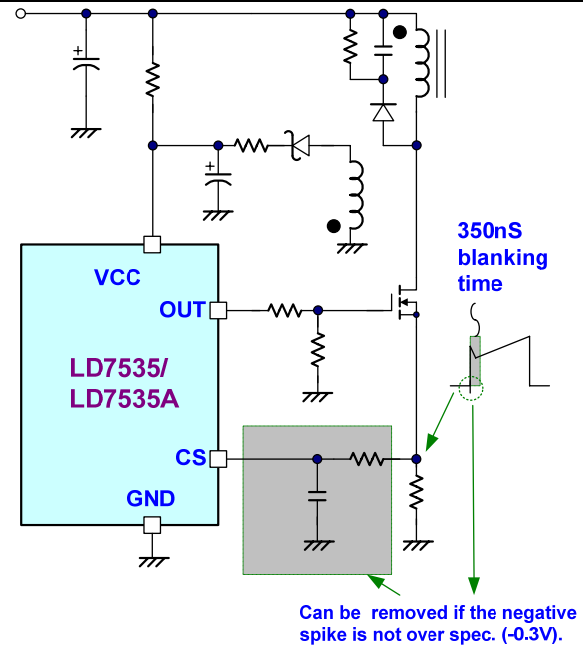 350nS
blanking
time
VCC
OUT
LD7535/
LD7535A
CS
GND
+
+
Can be removed if the negative
spike is not over spec. (-0.3V).